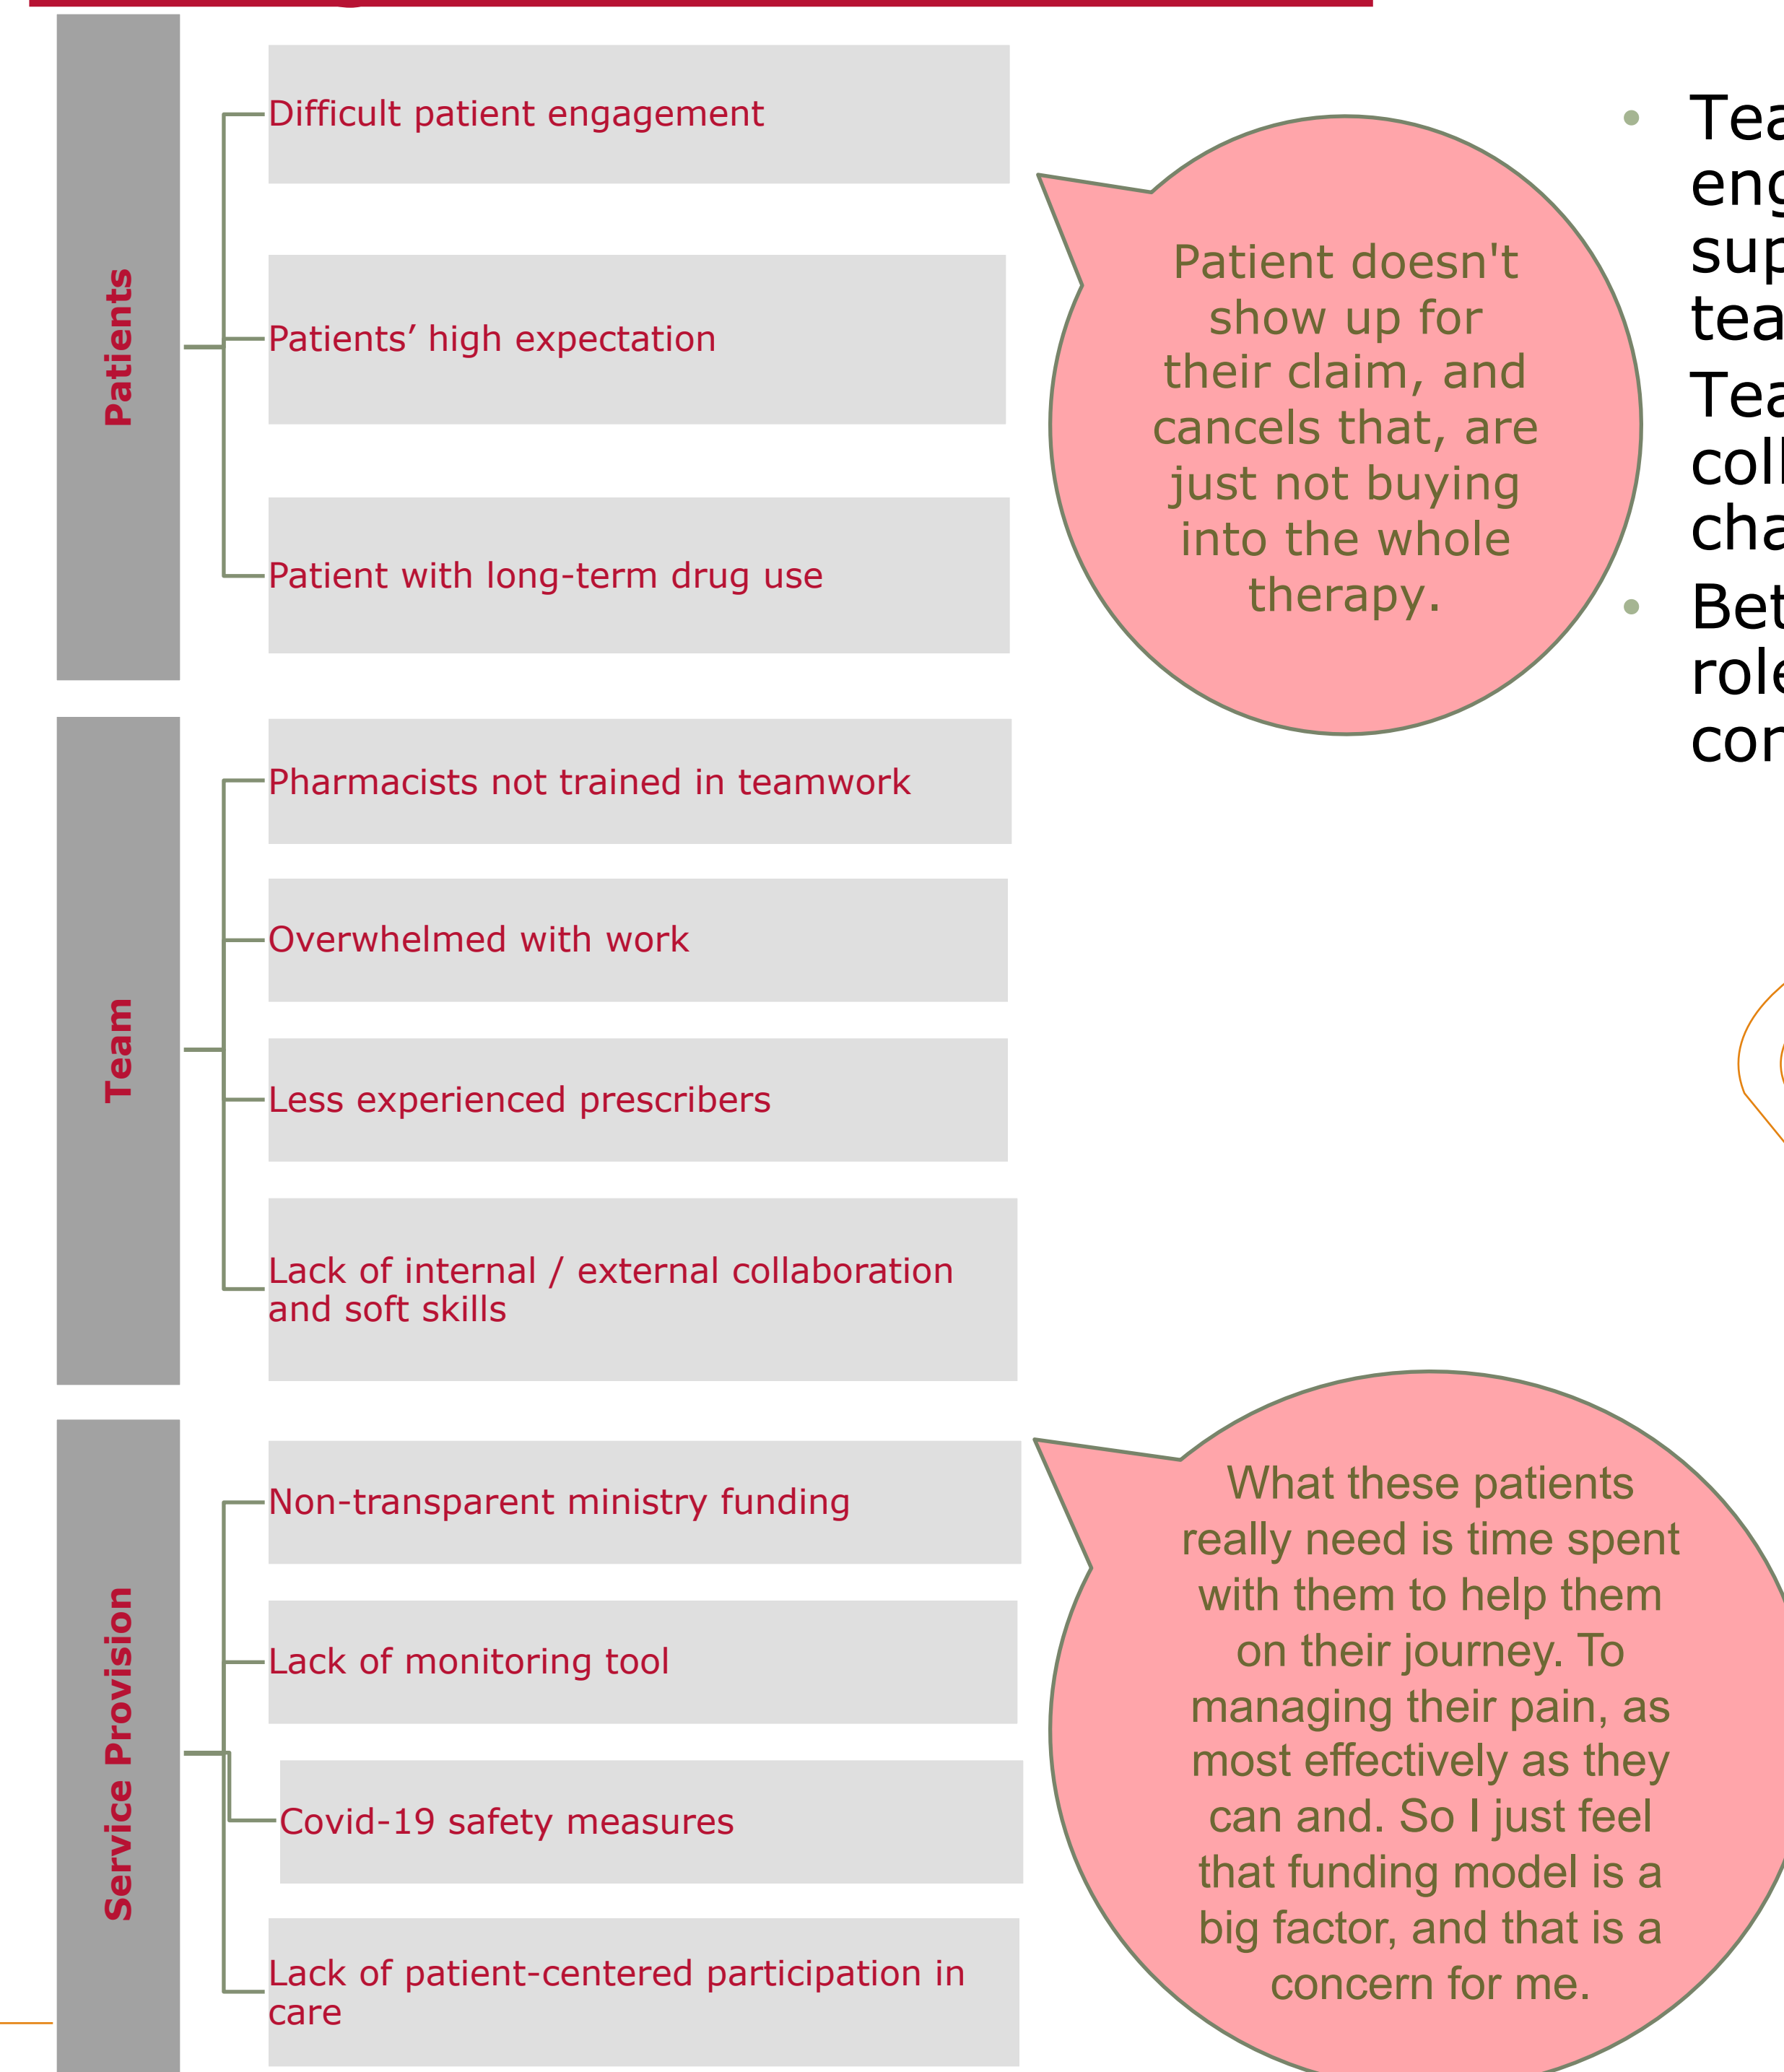 Patients
Difficult patient engagement
Patients’ high expectation
Patient with long-term drug use
Patient doesn't
show up for
their claim, and
cancels that, are
just not buying
into the whole
therapy.
Team
Pharmacists not trained in teamwork
Overwhelmed with work
Less experienced prescribers
Lack of internal / external collaboration
and soft skills
Service Provision
Non-transparent ministry funding
Lack of monitoring tool
Covid-19 safety measures
Lack of patient-centered participation in
care
What these patients
really need is time spent
with them to help them
on their journey. To
managing their pain, as
most effectively as they
can and. So I just feel
that funding model is a
big factor, and that is a
concern for me.